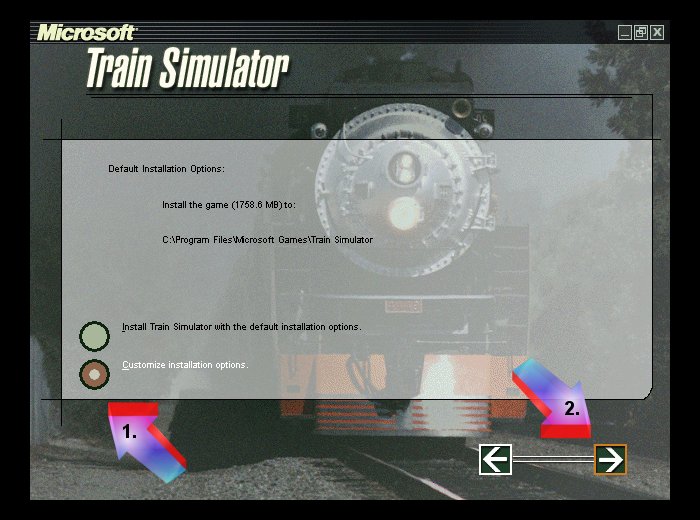 Microsoft
Train Simulator
Default Installation Options:
Install the game (1758.6 MB) to:
C:\Program Files\Microsoft Games\Train Simulator
Install Train Simulator with the default installation options.
Customize installation options.
1.
2.